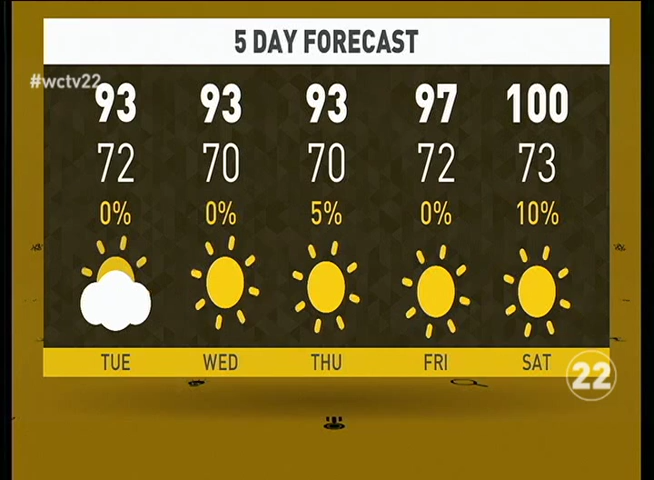 5 DAY FORECAST
#wctv22
93 93 93 97 100
72 70 70 72 73
0% 0% 5% 0% 10%
TUE WED THU FRI SAT
22